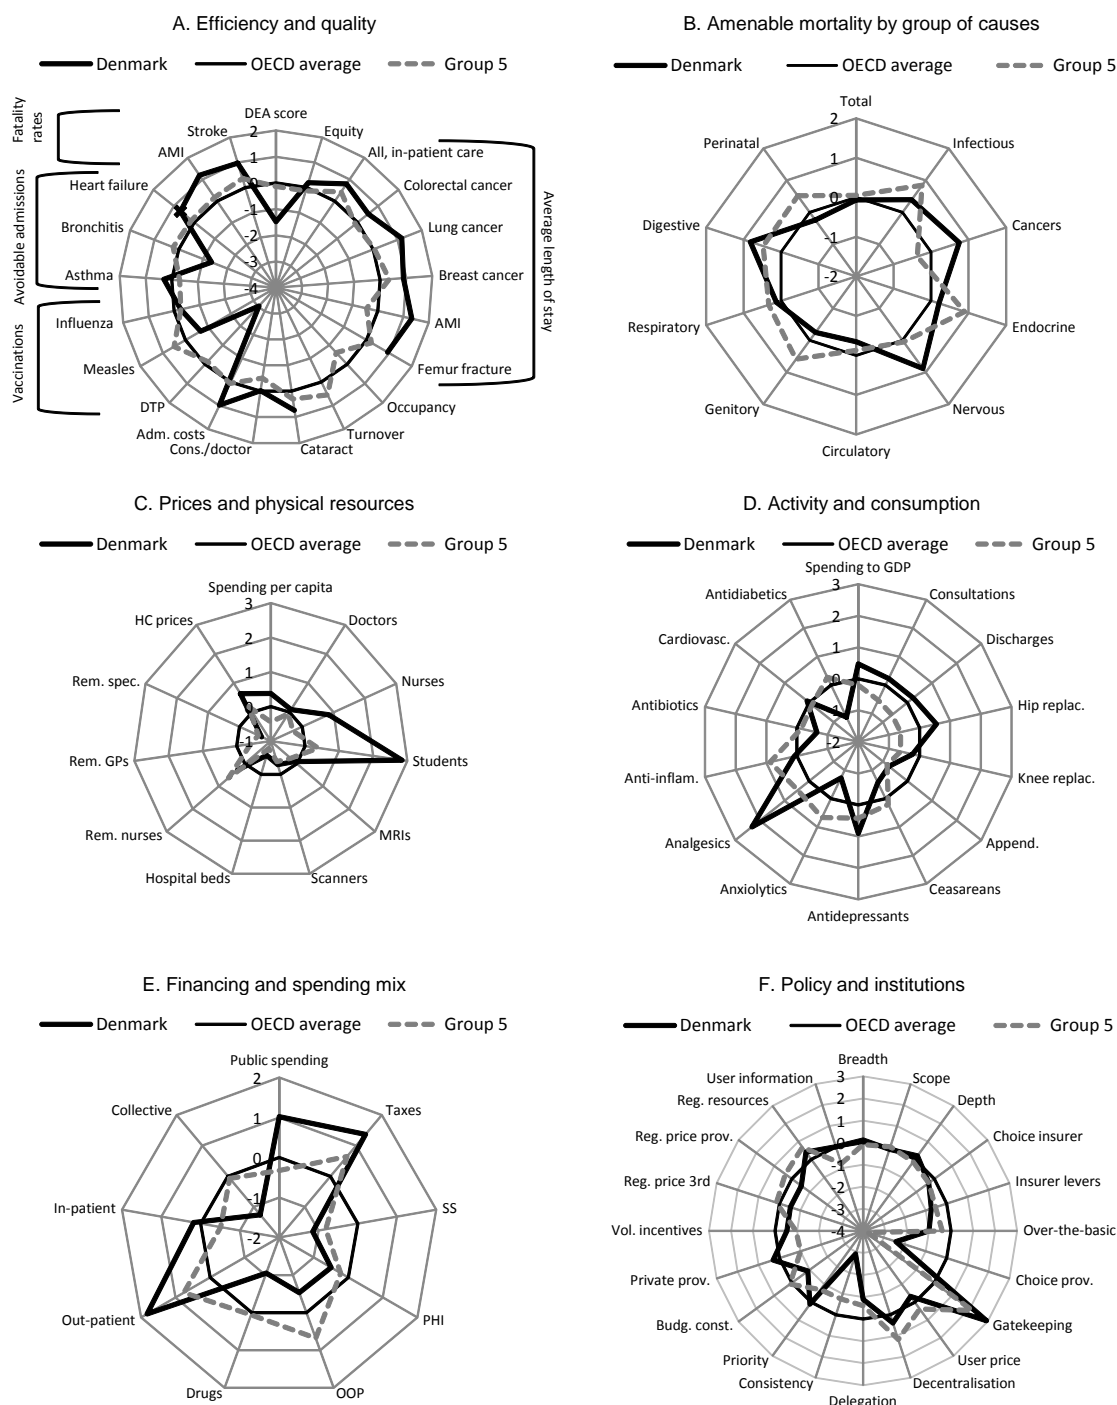 A. Efficiency and quality
Denmark OECD average Group 5
Fatality rates
Avoidable admissions
Vaccinations
Average length of stay
DEA score
Equity
All, in-patient care
Colorectal cancer
Lung cancer
Breast cancer
AMI
Femur fracture
Occupancy
Turnover
Cataract
Cons./doctor
Adm. costs
DTP
Measles
Influenza
Asthma
Bronchitis
Heart failure
AMI
Stroke
2
1
0
-1
-2
-3
-4
B. Amenable mortality by group of causes
Denmark OECD average Group 5
Total
Infectious
Cancers
Endocrine
Nervous
Circulatory
Genitory
Respiratory
Digestive
Perinatal
2
1
0
-1
-2
C. Prices and physical resources
Denmark OECD average Group 5
Spending per capita
Doctors
Nurses
Students
MRIs
Scanners
Hospital beds
Rem. nurses
Rem. GPs
Rem. spec.
HC prices
3
2
1
0
-1
D. Activity and consumption
Denmark OECD average Group 5
Spending to GDP
Consultations
Discharges
Hip replac.
Knee replac.
Append.
Ceasareans
Antidepressants
Anxiolytics
Analgesics
Anti-inflam.
Antibiotics
Cardiovasc.
Antidiabetics
3
2
1
0
-1
-2
E. Financing and spending mix
Denmark OECD average Group 5
Public spending
Taxes
SS
PHI
OOP
Drugs
Out-patient
In-patient
Collective
2
1
0
-1
-2
F. Policy and institutions
Denmark OECD average Group 5
Breadth
Scope
Depth
Choice insurer
Insurer levers
Over-the-basic
Choice prov.
Gatekeeping
User price
Decentralisation
Delegation
Consistency
Priority
Budg. const.
Private prov.
Vol. incentives
Reg. price 3rd
Reg. price prov.
Reg. resources
User information
3
2
1
0
-1
-2
-3
-4